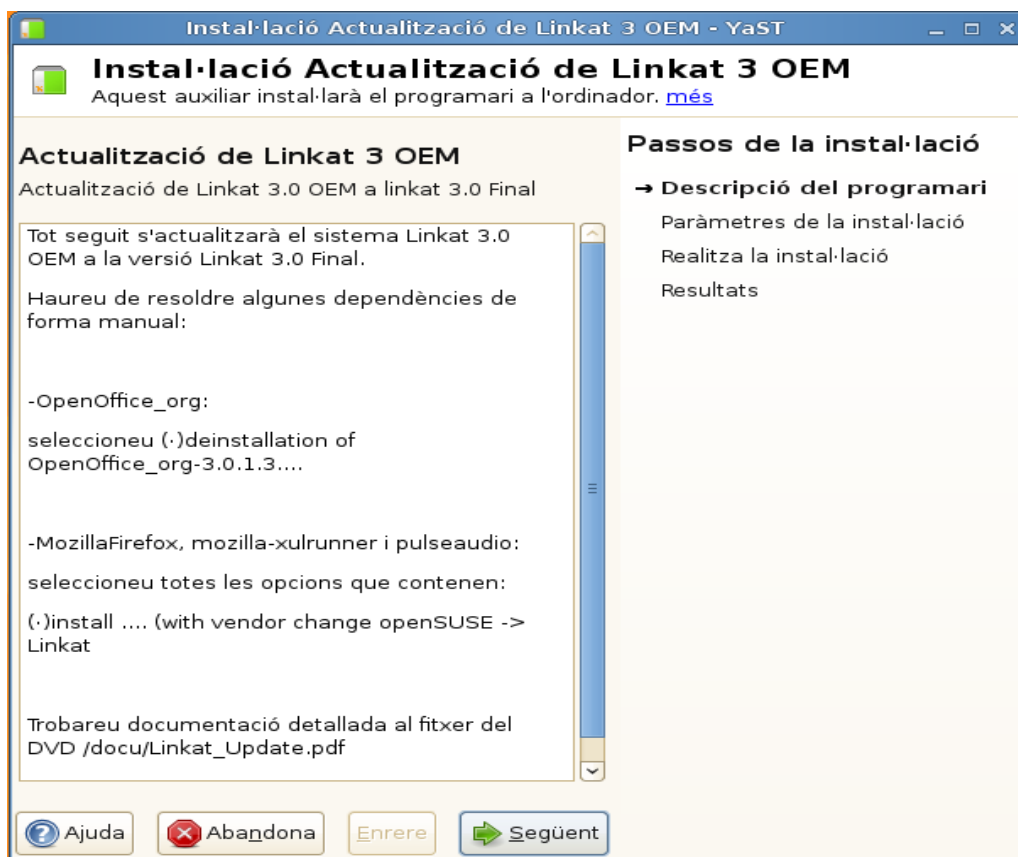 Instal·lació Actualització de Linkat 3 OEM - YaST
Instal·lació Actualització de Linkat 3 OEM
Aquest auxiliar instal·larà el programari a l'ordinador. més
Actualització de Linkat 3 OEM
Actualització de Linkat 3.0 OEM a linkat 3.0 Final
Tot seguit s'actualitzarà el sistema Linkat 3.0
OEM a la versió Linkat 3.0 Final.
Haureu de resoldre algunes dependències de
forma manual:
-OpenOffice_org:
seleccioneu (·)deinstallation of
OpenOffice_org-3.0.1.3....
-MozillaFirefox, mozilla-xulrunner i pulseaudio:
seleccioneu totes les opcions que contenen:
(·)install .... (with vendor change openSUSE ->
Linkat
Trobareu documentació detallada al fitxer del
DVD /docu/Linkat_Update.pdf
Passos de la instal·lació
➔ Descripció del programari
Paràmetres de la instal·lació
Realitza la instal·lació
Resultats
Ajuda
Abandona
Enrere
Següent